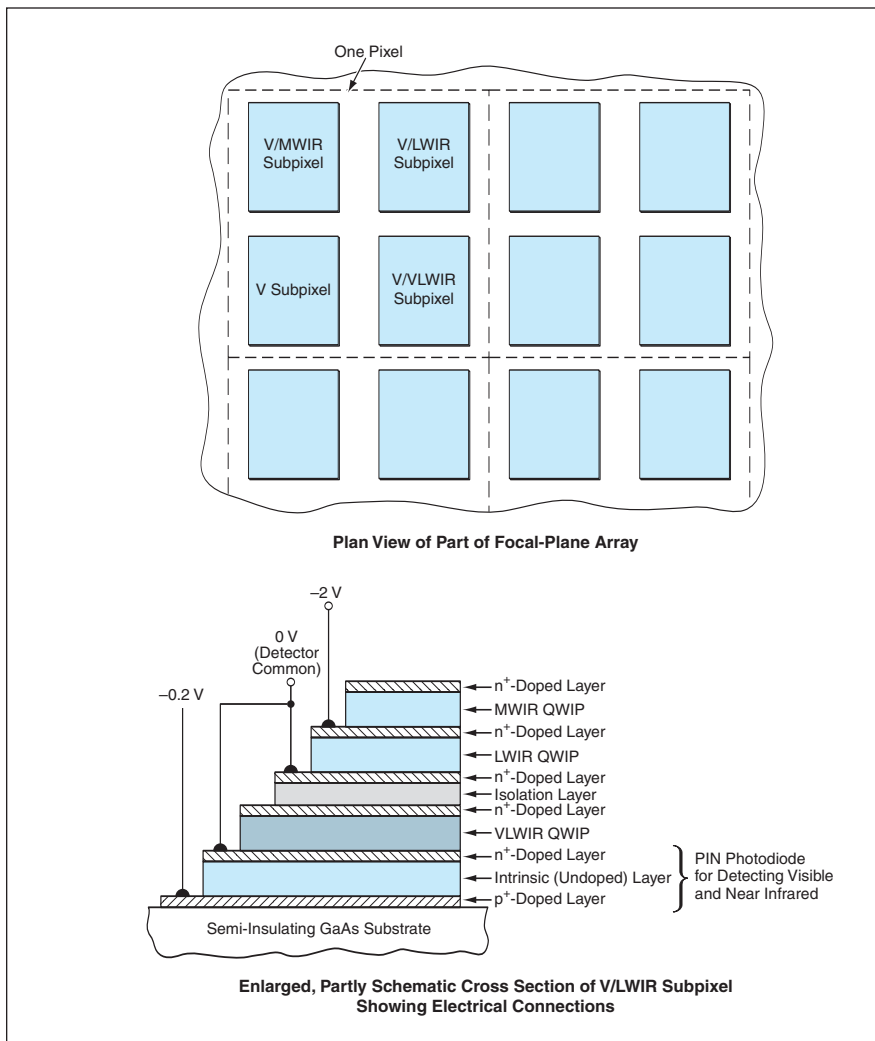 One Pixel
V/MWIR
Subpixel
V/LWIR
Subpixel
V Subpixel
V/VLWIR
Subpixel
Plan View of Part of Focal-Plane Array
–2 V
0 V
(Detector
Common)
–0.2 V
n+-Doped Layer
MWIR QWIP
n+-Doped Layer
LWIR QWIP
n+-Doped Layer
Isolation Layer
n+-Doped Layer
VLWIR QWIP
n+-Doped Layer
Intrinsic (Undoped) Layer
p+-Doped Layer
PIN Photodiode
for Detecting Visible
and Near Infrared
Semi-Insulating GaAs Substrate
Enlarged, Partly Schematic Cross Section of V/LWIR Subpixel
Showing Electrical Connections